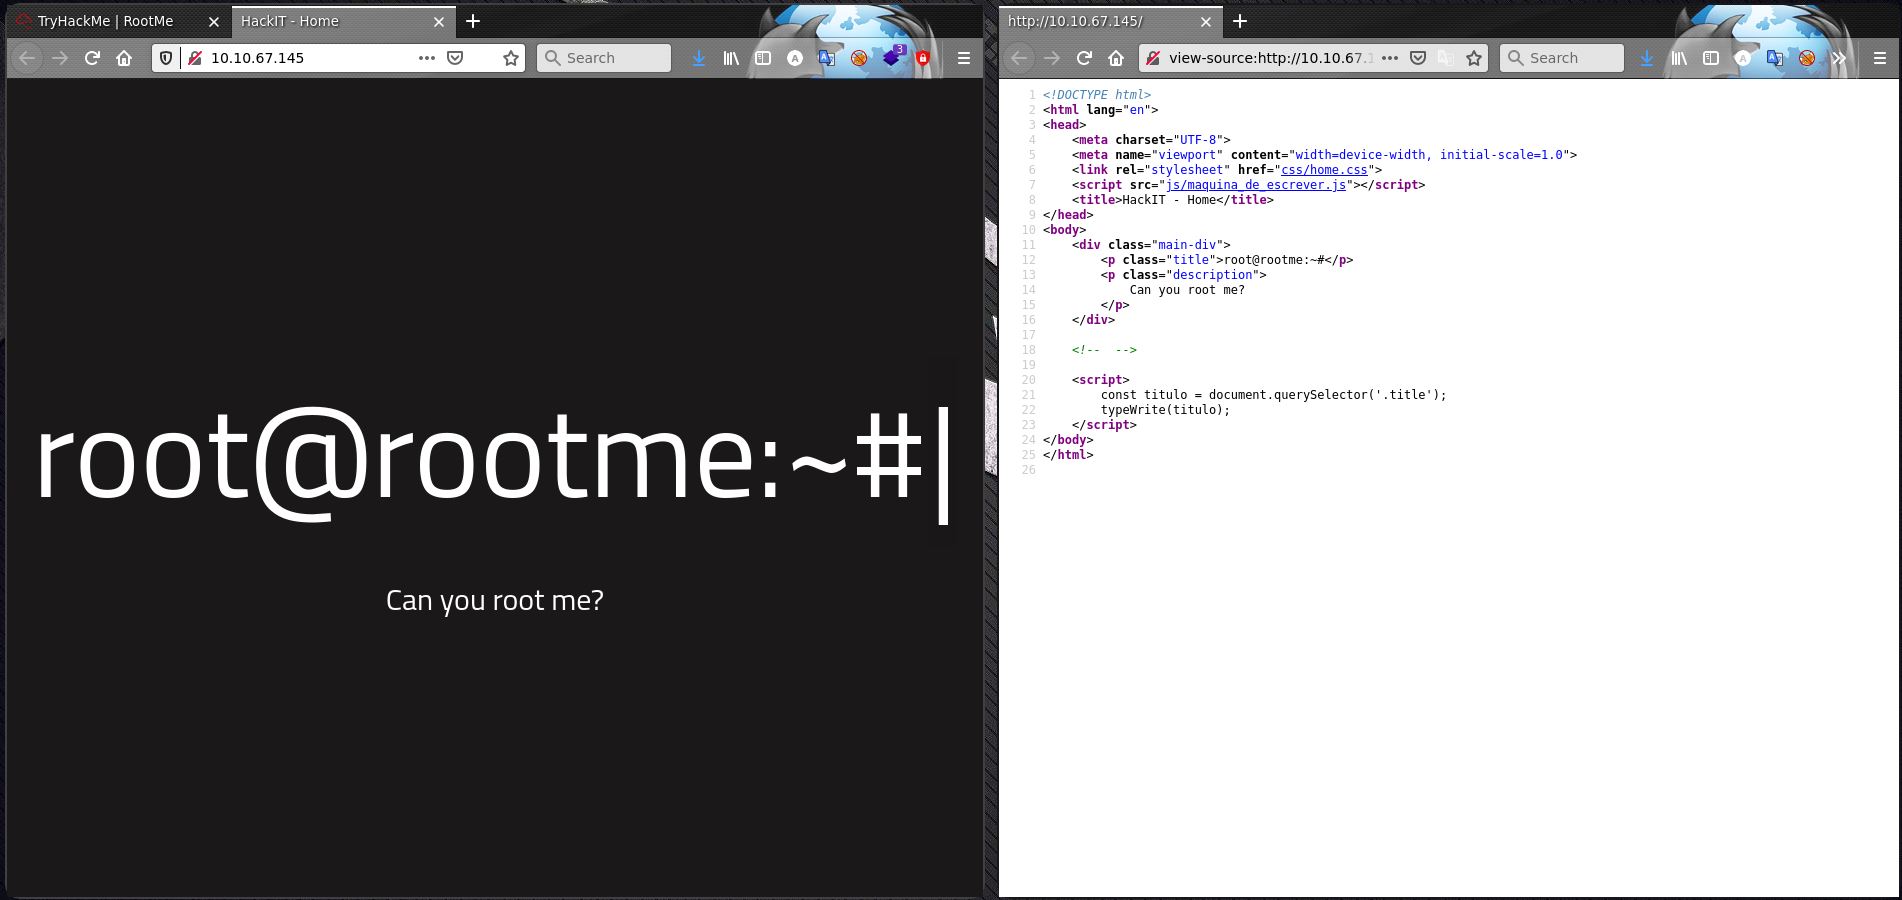 TryHackMe | RootMe
HackIT - Home
10.10.67.145
Search
3
root@rootme:~#|
Can you root me?
http://10.10.67.145/
view-source:http://10.10.67.1
Search
1 <!DOCTYPE html>
2 <html lang="en">
3 <head>
4 <meta charset="UTF-8">
5 <meta name="viewport" content="width=device-width, initial-scale=1.0">
6 <link rel="stylesheet" href="css/home.css">
7 <script src="js/maquina_de_escrever.js"></script>
8 <title>HackIT - Home</title>
9 </head>
10 <body>
11 <div class="main-div">
12 <p class="title">root@rootme:~#</p>
13 <p class="description">
14 Can you root me?
15 </p>
16 </div>
17
18 <!--  -->
19
20 <script>
21 const titulo = document.querySelector('.title');
22 typeWrite(titulo);
23 </script>
24 </body>
25 </html>
26